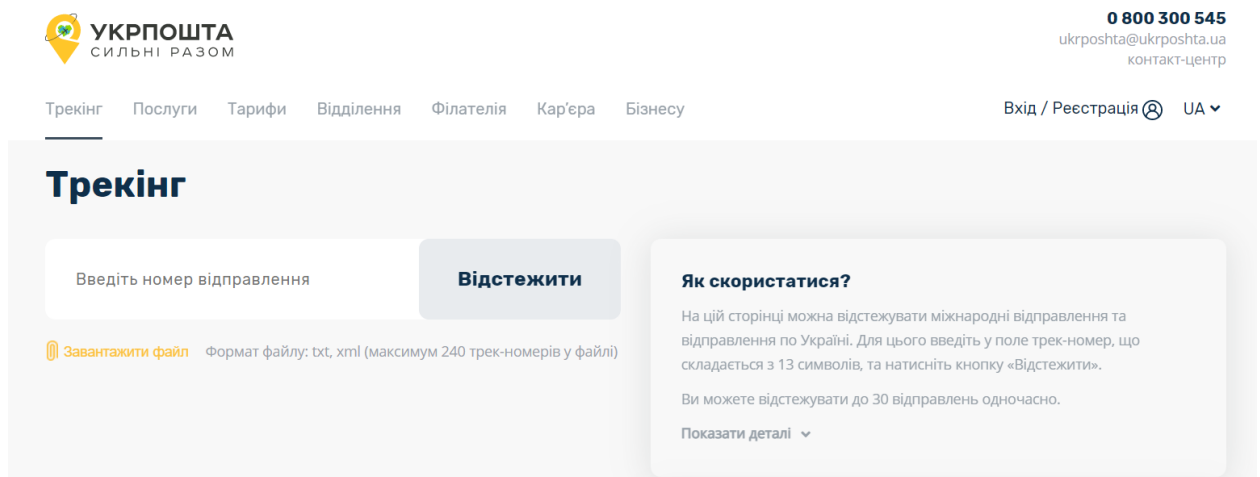 УКРПОШТА
СИЛЬНІ РАЗОМ
0 800 300 545
ukrposhta@ukrposhta.ua
контакт-центр
Трекінг Послуги Тарифи Відділення Філателія Кар'єра Бізнесу Вхід / Реєстрація UA
Трекінг
Введіть номер відправлення Відстежити
Завантажити файл Формат файлу: txt, xml (максимум 240 трек-номерів у файлі)
Як скористатися?
На цій сторінці можна відстежувати міжнародні відправлення та
відправлення по Україні. Для цього введіть у поле трек-номер, що
складається з 13 символів, та натисніть кнопку «Відстежити».
Ви можете відстежувати до 30 відправлень одночасно.
Показати деталі